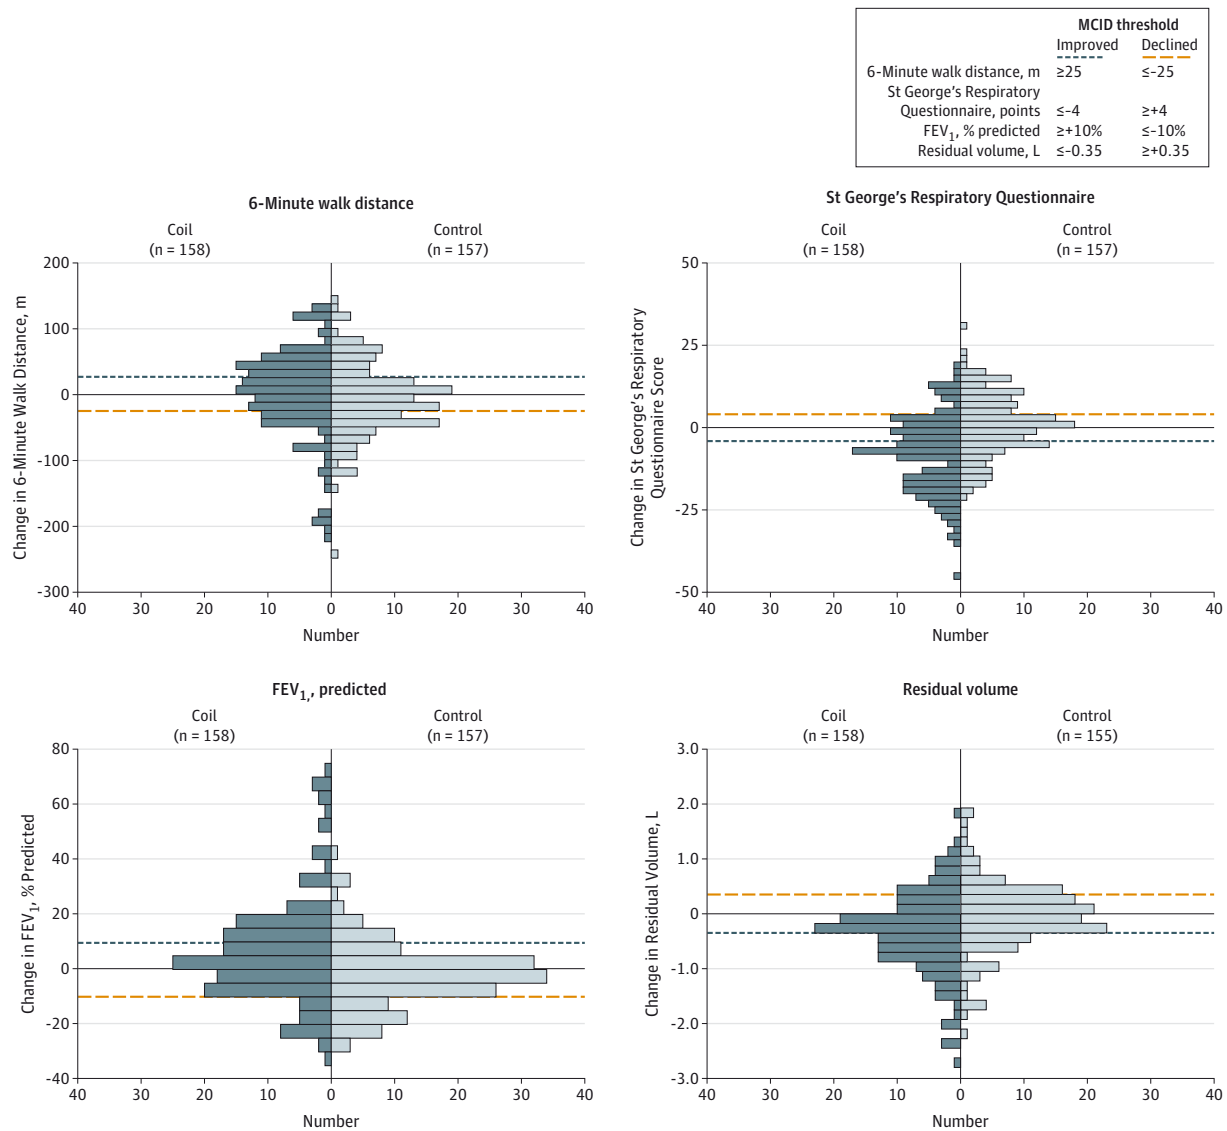 MCID threshold
Improved Declined
6-Minute walk distance, m ≥25 ≤-25
St George's Respiratory
Questionnaire, points ≤-4 ≥+4
FEV1, % predicted ≥+10% ≤-10%
Residual volume, L ≤-0.35 ≥+0.35
6-Minute walk distance
Coil Control
(n = 158) (n = 157)
200
100
0
-100
-200
-300
Change in 6-Minute Walk Distance, m
40 30 20 10 0 10 20 30 40
Number
St George's Respiratory Questionnaire
Coil Control
(n = 158) (n = 157)
50
25
0
-25
-50
Change in St George's Respiratory
Questionnaire Score
40 30 20 10 0 10 20 30 40
Number
FEV1,, predicted
Coil Control
(n = 158) (n = 157)
80
60
40
20
0
-20
-40
Change in FEV1, % Predicted
40 30 20 10 0 10 20 30 40
Number
Residual volume
Coil Control
(n = 158) (n = 155)
3.0
2.0
1.0
0
-1.0
-2.0
-3.0
Change in Residual Volume, L
40 30 20 10 0 10 20 30 40
Number